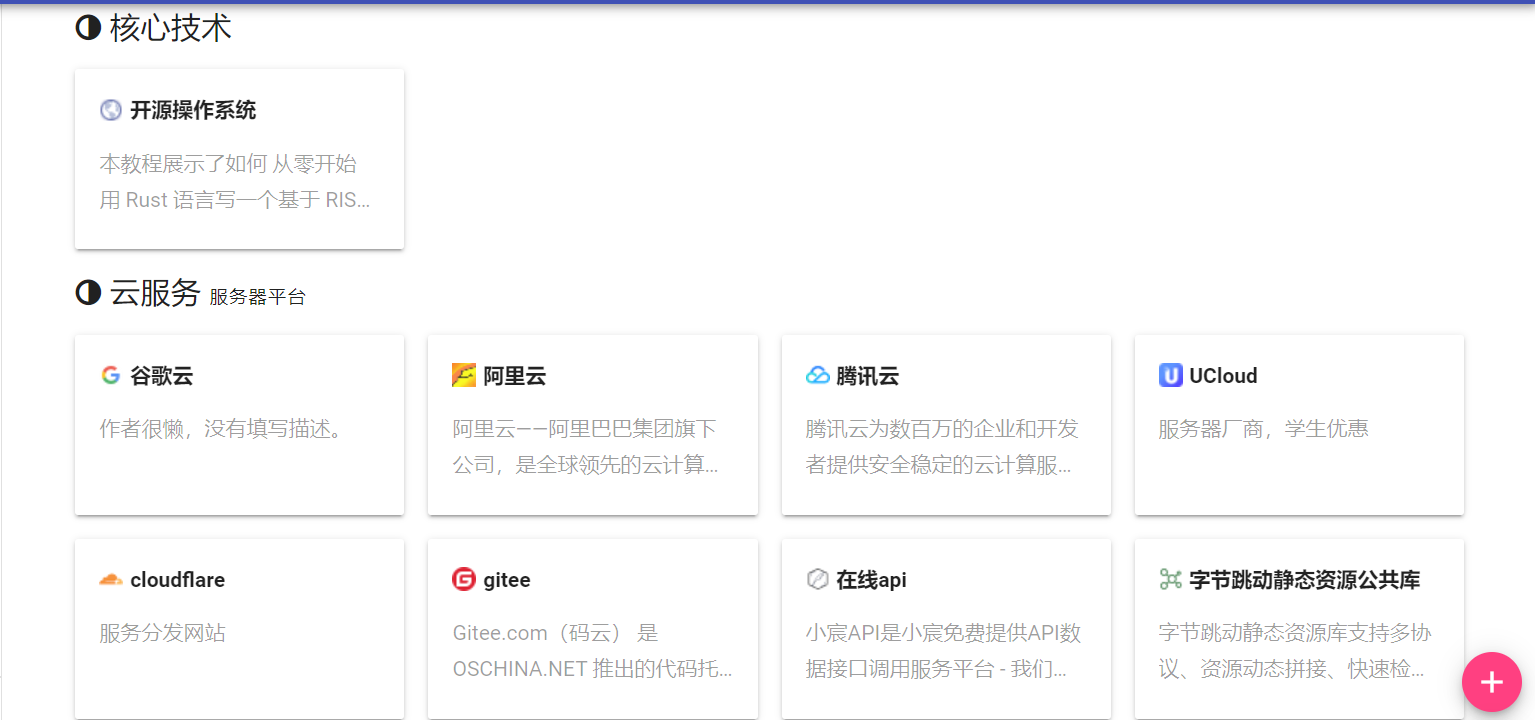 核心技术
开源操作系统
本教程展示了如何 从零开始
用 Rust 语言写一个基于 RIS...
云服务 服务器平台
谷歌云
作者很懒，没有填写描述。
阿里云
阿里云——阿里巴巴集团旗下
公司，是全球领先的云计算...
腾讯云
腾讯云为数百万的企业和开发
者提供安全稳定的云计算服...
UCloud
服务器厂商，学生优惠
cloudflare
服务分发网站
gitee
Gitee.com（码云） 是
OSCHINA.NET 推出的代码托...
在线api
小宸API是小宸免费提供API数
据接口调用服务平台 - 我们...
字节跳动静态资源公共库
字节跳动静态资源库支持多协
议、资源动态拼接、快速检...